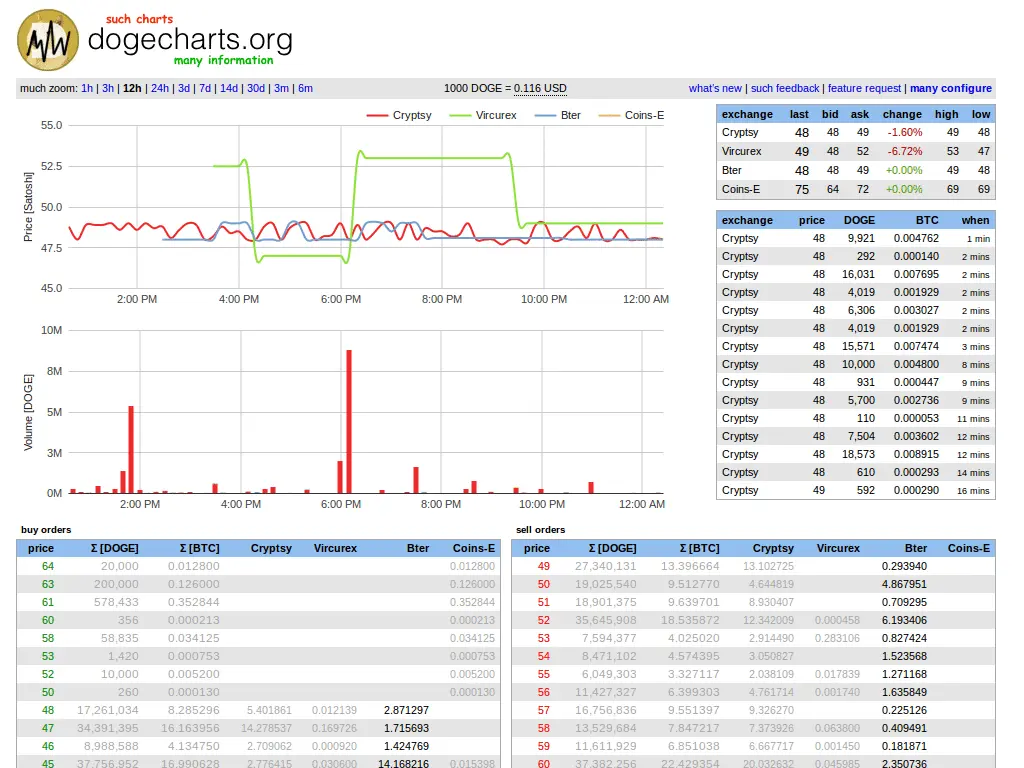 such charts
dogecharts.org
many information
much zoom: 1h | 3h | 12h | 24h | 3d | 7d | 14d | 30d | 3m | 6m 1000 DOGE = 0.116 USD what's new | such feedback | feature request | many configure
Cryptsy Vircurex Bter Coins-E
Price [Satoshi]
55.0
52.5
50.0
47.5
45.0
2:00 PM 4:00 PM 6:00 PM 8:00 PM 10:00 PM 12:00 AM
Volume [DOGE]
10M
8M
5M
3M
0M
2:00 PM 4:00 PM 6:00 PM 8:00 PM 10:00 PM 12:00 AM
exchange last bid ask change high low
Cryptsy 48 48 49 -1.60% 49 48
Vircurex 49 48 52 -6.72% 53 47
Bter 48 48 49 +0.00% 49 48
Coins-E 75 64 72 +0.00% 69 69
exchange price DOGE BTC when
Cryptsy 48 9,921 0.004762 1 min
Cryptsy 48 292 0.000140 2 mins
Cryptsy 48 16,031 0.007695 2 mins
Cryptsy 48 4,019 0.001929 2 mins
Cryptsy 48 6,306 0.003027 2 mins
Cryptsy 48 4,019 0.001929 2 mins
Cryptsy 48 15,571 0.007474 3 mins
Cryptsy 48 10,000 0.004800 8 mins
Cryptsy 48 931 0.000447 9 mins
Cryptsy 48 5,700 0.002736 9 mins
Cryptsy 48 110 0.000053 11 mins
Cryptsy 48 7,504 0.003602 12 mins
Cryptsy 48 18,573 0.008915 12 mins
Cryptsy 48 610 0.000293 14 mins
Cryptsy 49 592 0.000290 16 mins
buy orders
price Σ [DOGE] Σ [BTC] Cryptsy Vircurex Bter Coins-E
64 20,000 0.012800 0.012800
63 200,000 0.126000 0.126000
61 578,433 0.352844 0.352844
60 356 0.000213 0.000213
58 58,835 0.034125 0.034125
53 1,420 0.000753 0.000753
52 10,000 0.005200 0.005200
50 260 0.000130 0.000130
48 17,261,034 8.285296 5.401861 0.012139 2.871297
47 34,391,395 16.163956 14.278537 0.169726 1.715693
46 8,988,588 4.134750 2.709062 0.000920 1.424769
45 37,756,952 16.990628 2.776415 0.030600 14.168216 0.015398
sell orders
price Σ [DOGE] Σ [BTC] Cryptsy Vircurex Bter Coins-E
49 27,340,131 13.396664 13.102725 0.293940
50 19,025,540 9.512770 4.644819 4.867951
51 18,901,375 9.639701 8.930407 0.709295
52 35,645,908 18.535872 12.342009 0.000458 6.193406
53 7,594,377 4.025020 2.914490 0.283106 0.827424
54 8,471,102 4.574395 3.050827 1.523568
55 6,049,303 3.327117 2.038109 0.017839 1.271168
56 11,427,327 6.399303 4.761714 0.001740 1.635849
57 16,756,836 9.551397 9.326270 0.225126
58 13,529,684 7.847217 7.373926 0.063800 0.409491
59 11,611,929 6.851038 6.667717 0.001450 0.181871
60 37,382,256 22.429354 20.032632 0.045985 2.350736